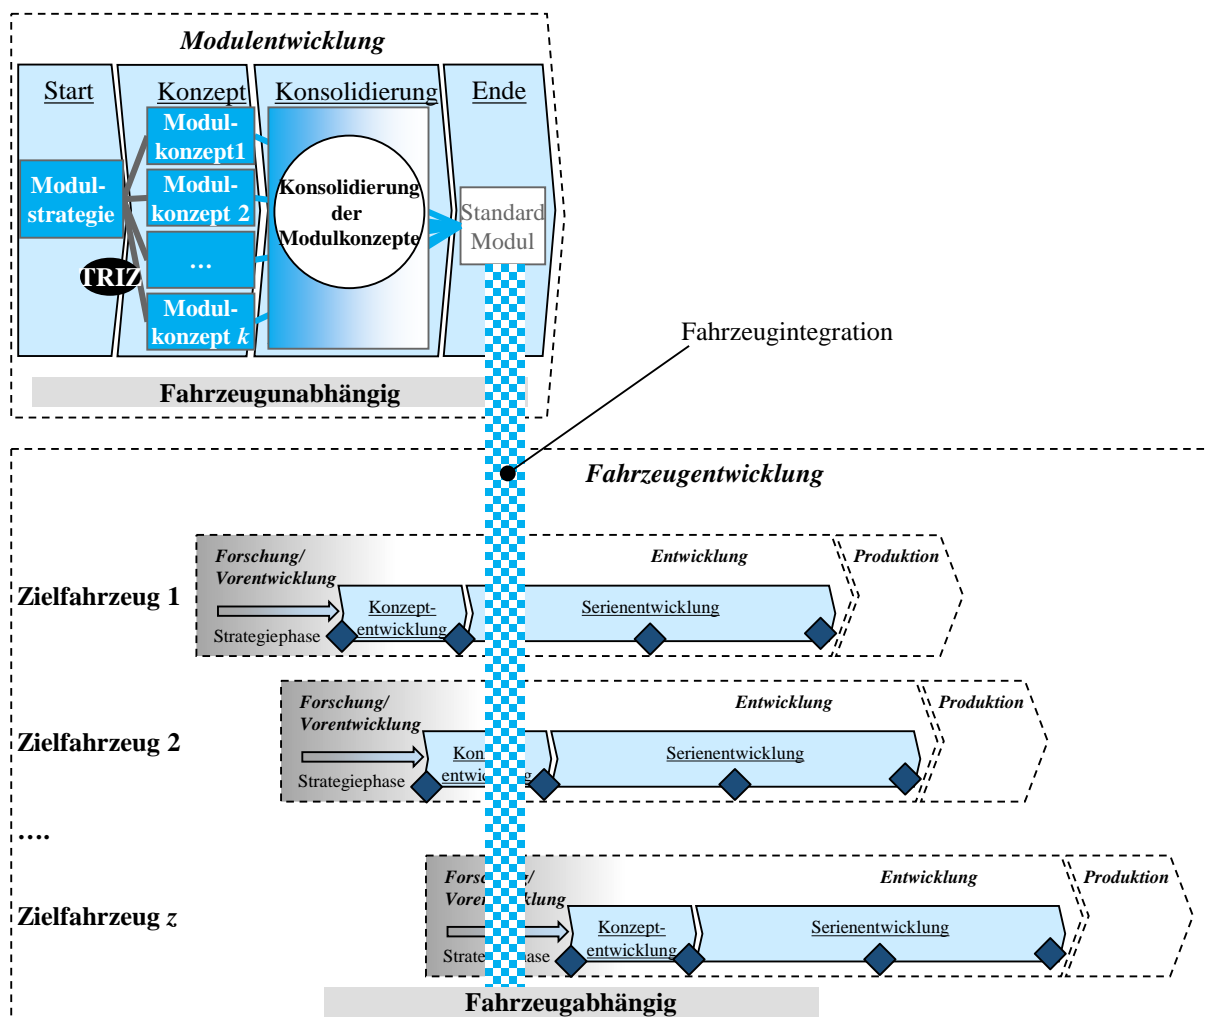 Modulentwicklung
Start
Konzept
Konsolidierung
Ende
Modul-
strategie
TRIZ
Modul-
konzept1
Modul-
konzept 2
...
Modul-
konzept k
Konsolidierung
der
Modulkonzepte
Standard
Modul
Fahrzeugunabhängig
Fahrzeugintegration
Fahrzeugentwicklung
Zielfahrzeug 1
Forschung/
Vorentwicklung
Strategiephase
Konzept-
entwicklung
Entwicklung
Serienentwicklung
Produktion
Zielfahrzeug 2
Forschung/
Vorentwicklung
Strategiephase
Entwicklung
Serienentwicklung
Produktion
....
Zielfahrzeug z
Konzept-
entwicklung
Entwicklung
Serienentwicklung
Produktion
Fahrzeugabhängig